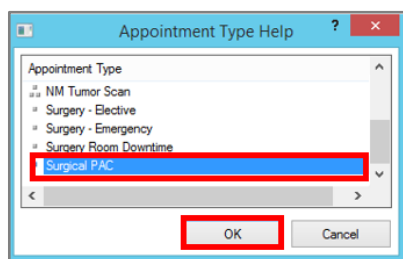 Appointment Type Help ?
Appointment Type
NM Tumor Scan
Surgery - Elective
Surgery - Emergency
Surgery Room Downtime
Surgical PAC
OK Cancel